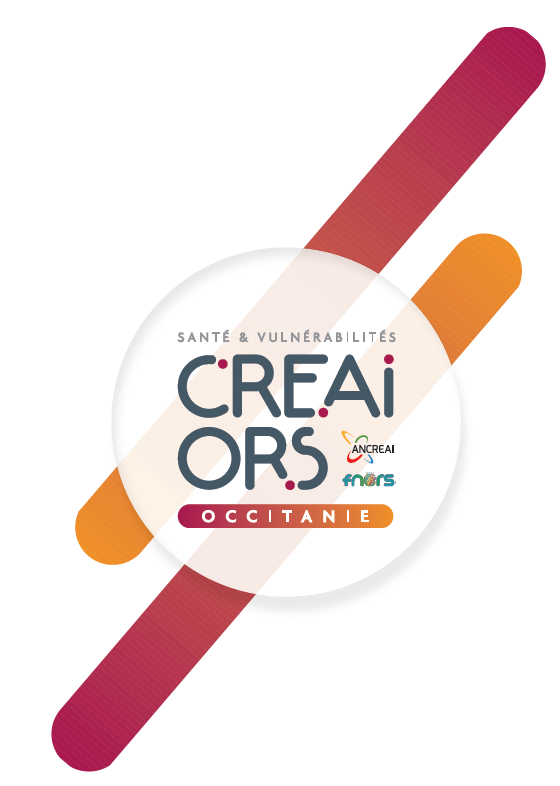 SANTÉ & VULNÉRABILITÉS
CREAI
ORS
ANCREAI
fnors
OCCITANIE